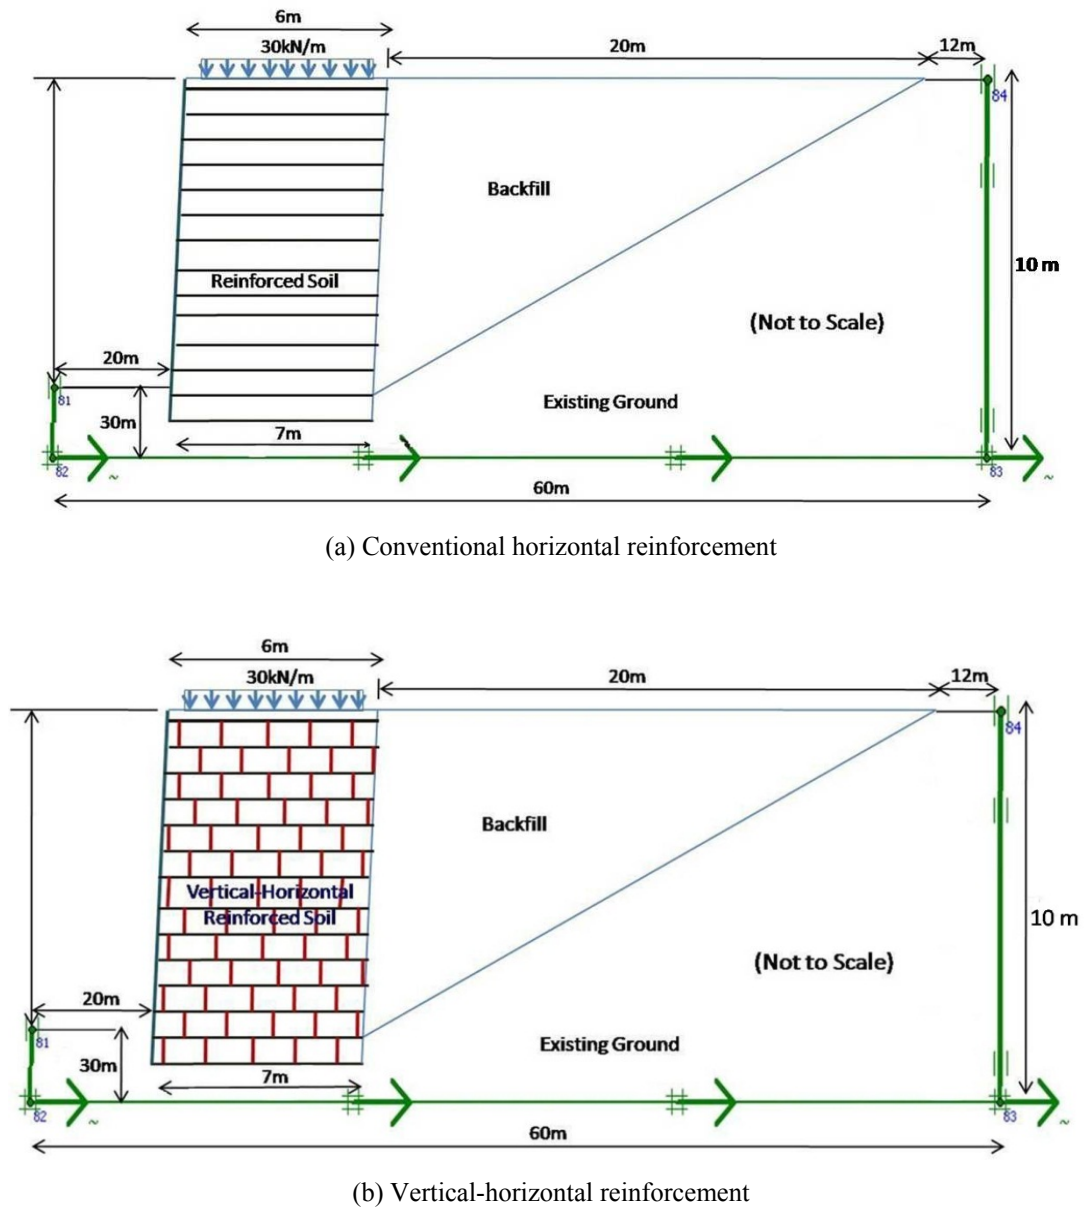 6m
30kN/m
20m
12m
84
Backfill
Reinforced Soil
10 m
(Not to Scale)
20m
81
30m
Existing Ground
7m
82
~
83
~
60m
(a) Conventional horizontal reinforcement
6m
30kN/m
20m
12m
84
Backfill
Vertical-Horizontal
Reinforced Soil
10 m
(Not to Scale)
20m
81
30m
Existing Ground
7m
82
~
83
~
60m
(b) Vertical-horizontal reinforcement